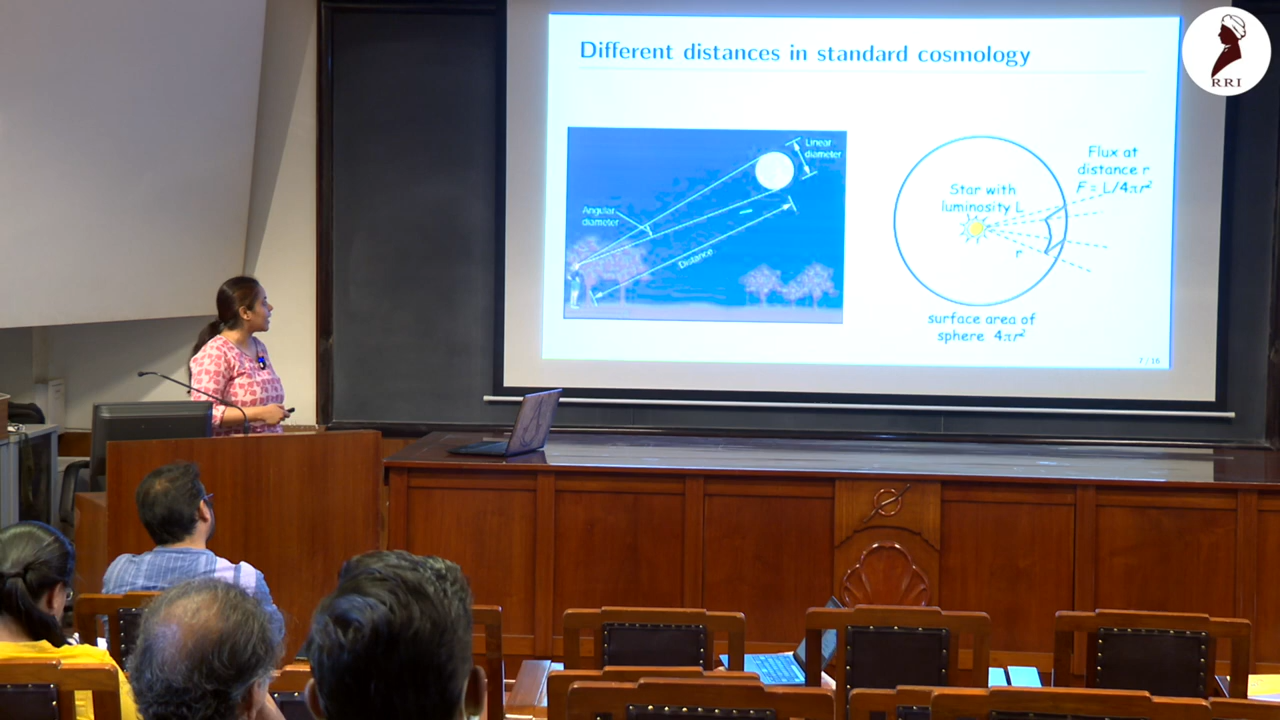 Different distances in standard cosmology
Linear
diameter
Angular
diameter
Distance
Flux at
distance r
F = L/4πr²
Star with
luminosity L
r
surface area of
sphere 4πr²
7 / 16
RRI